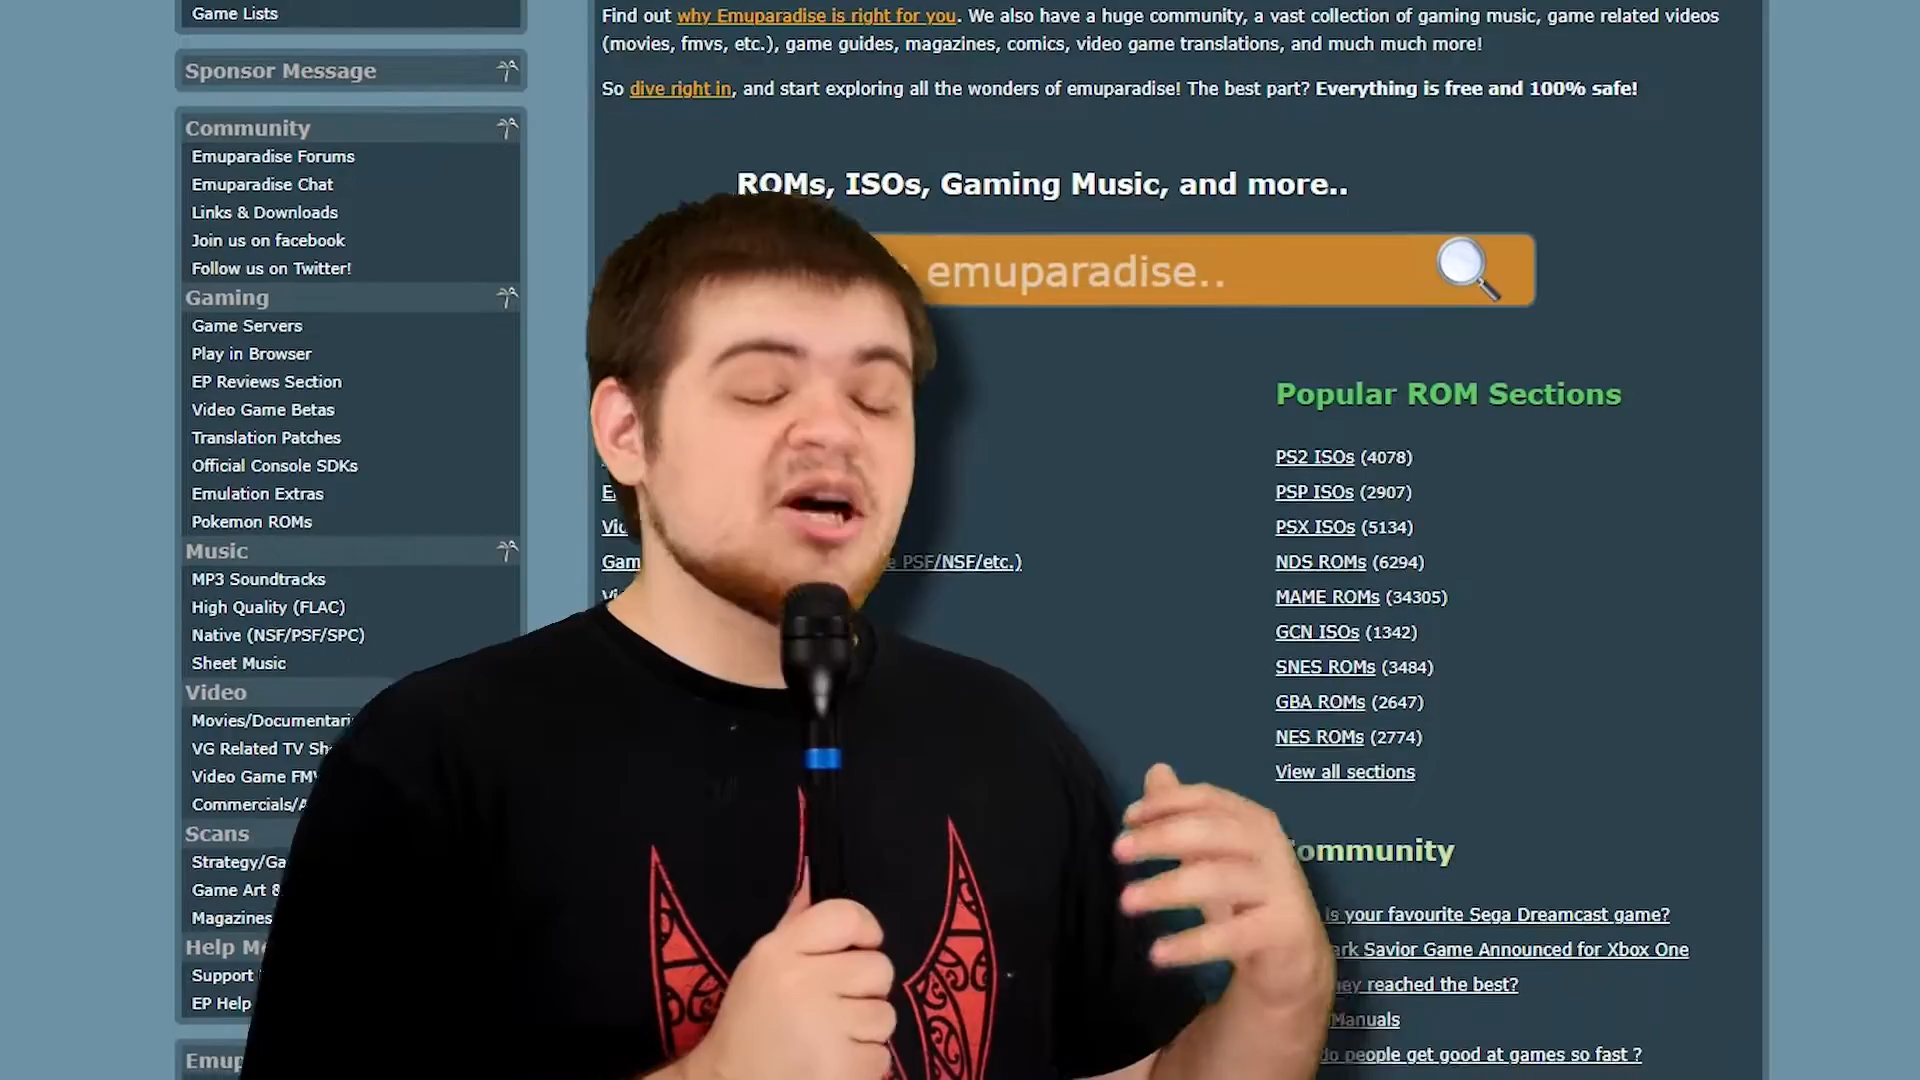 Game Lists
Sponsor Message
Community
Emuparadise Forums
Emuparadise Chat
Links & Downloads
Join us on facebook
Follow us on Twitter!
Gaming
Game Servers
Play in Browser
EP Reviews Section
Video Game Betas
Translation Patches
Official Console SDKs
Emulation Extras
Pokemon ROMs
Music
MP3 Soundtracks
High Quality (FLAC)
Native (NSF/PSF/SPC)
Sheet Music
Video
VG Related TV
Video Game
Scans
Magazines
Support
EP Help
Find out why Emuparadise is right for you. We also have a huge community, a vast collection of gaming music, game related videos
(movies, fmvs, etc.), game guides, magazines, comics, video game translations, and much much more!
So dive right in, and start exploring all the wonders of emuparadise! The best part? Everything is free and 100% safe!
ROMs, ISOs, Gaming Music, and more..
emuparadise..
PSF/NSF/etc.)
Popular ROM Sections
PS2 ISOs (4078)
PSP ISOs (2907)
PSX ISOs (5134)
NDS ROMs (6294)
MAME ROMs (34305)
GCN ISOs (1342)
SNES ROMs (3484)
GBA ROMs (2647)
NES ROMs (2774)
View all sections
is your favourite Sega Dreamcast game?
Savior Game Announced for Xbox One
reached the best?
Manuals
people get good at games so fast ?